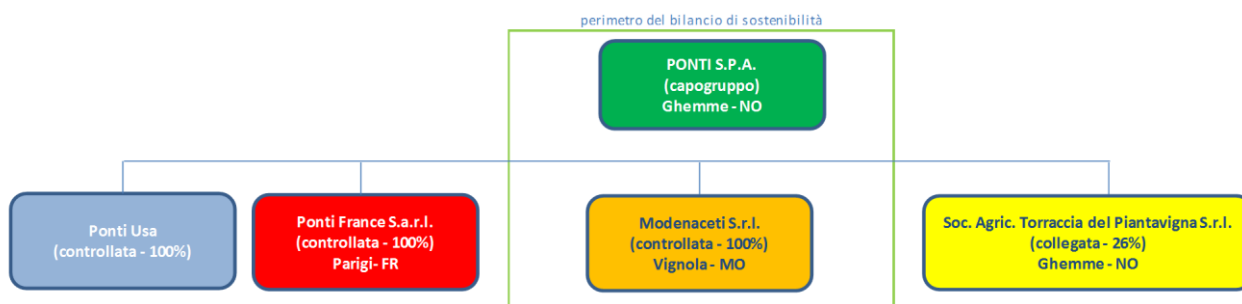 perimetro del bilancio di sostenibilità
PONTI S.P.A.
(capogruppo)
Ghemme - NO
Ponti Usa
(controllata - 100%)
Ponti France S.a.r.l.
(controllata - 100%)
Parigi- FR
Modenaceti S.r.l.
(controllata - 100%)
Vignola - MO
Soc. Agric. Torraccia del Piantavigna S.r.l.
(collegata - 26%)
Ghemme - NO